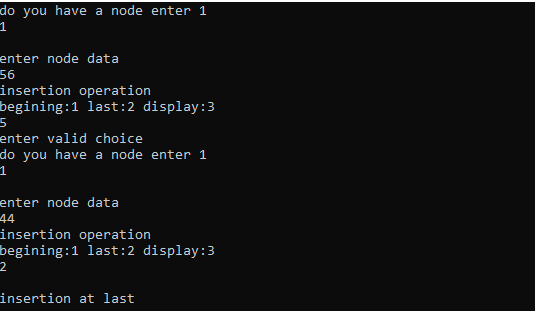 do you have a node enter 1
1
enter node data
56
insertion operation
begining:1 last:2 display:3
5
enter valid choice
do you have a node enter 1
1
enter node data
44
insertion operation
begining:1 last:2 display:3
2
insertion at last